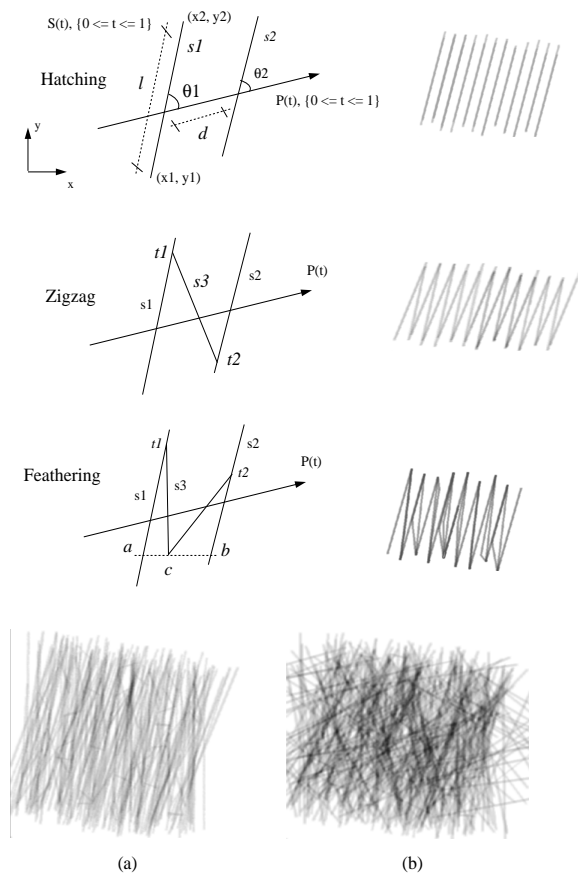 S(t), {0 <= t <= 1}
(x2, y2)
s1
s2
Hatching
l
θ1
θ2
P(t), {0 <= t <= 1}
d
y
x
(x1, y1)
t1
s3
s2
P(t)
Zigzag
s1
t2
t1
s2
P(t)
Feathering
s1
s3
t2
a
b
c
(a)
(b)